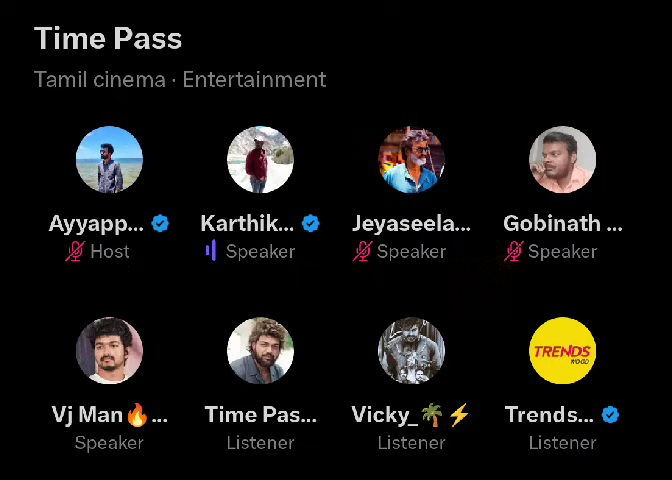 Time Pass
Tamil cinema · Entertainment
Ayyapp... Karthik... Jeyaseela... Gobinath ...
Host Speaker Speaker Speaker
TRENDS
WOOD
Vj Man🔥... Time Pas... Vicky_🌴⚡ Trends...
Speaker Listener Listener Listener